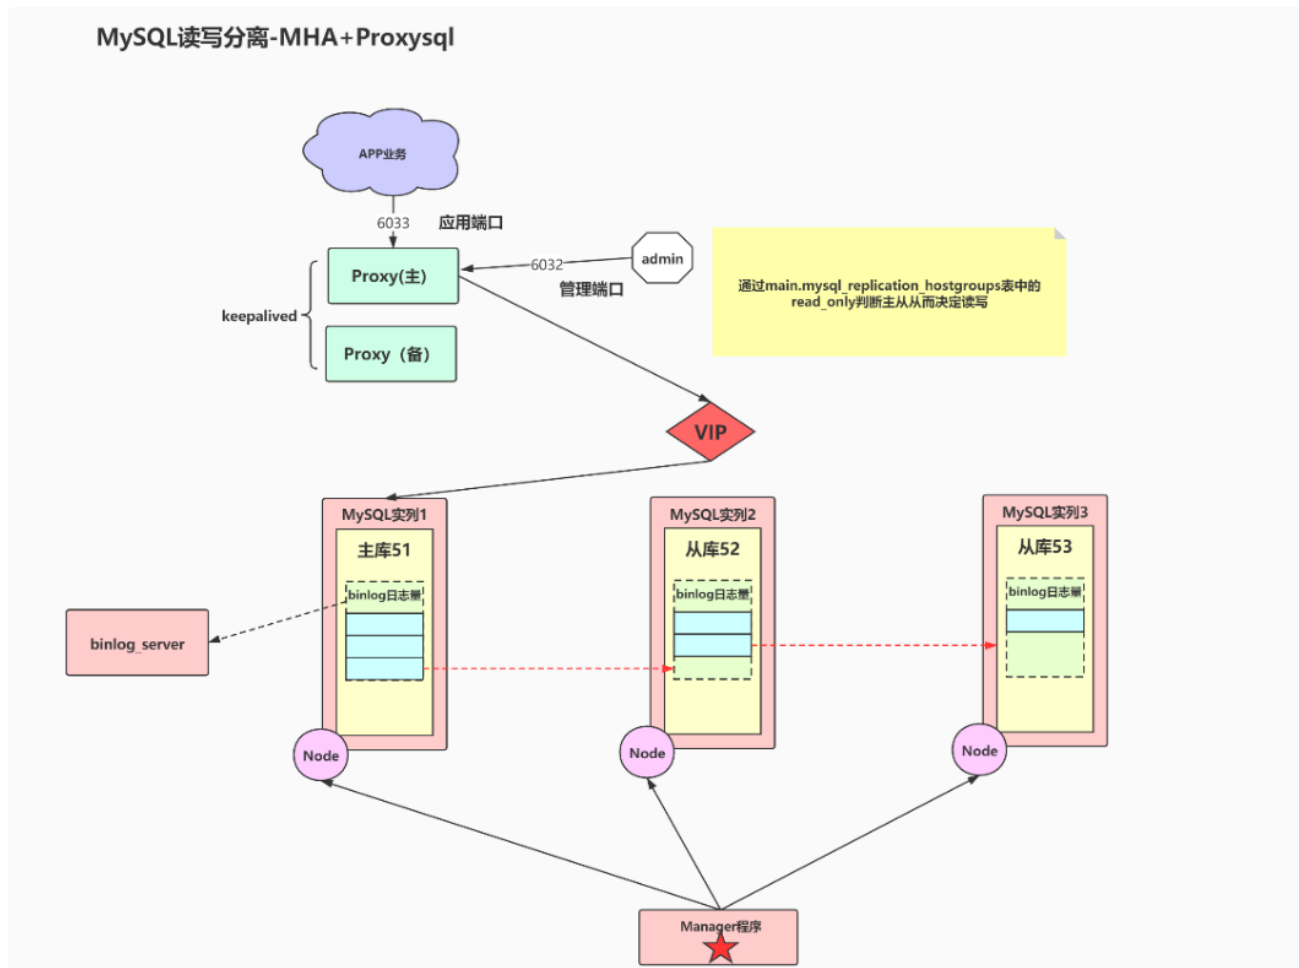 MySQL读写分离-MHA+Proxysql
APP业务
6033
应用端口
Proxy(主)
6032
admin
管理端口
通过main.mysql_replication_hostgroups表中的
read_only判断主从从而决定读写
keepalived
Proxy（备）
VIP
MySQL实列1
主库51
binlog日志量
MySQL实列2
从库52
binlog日志量
MySQL实列3
从库53
binlog日志量
binlog_server
Node
Node
Node
Manager程序